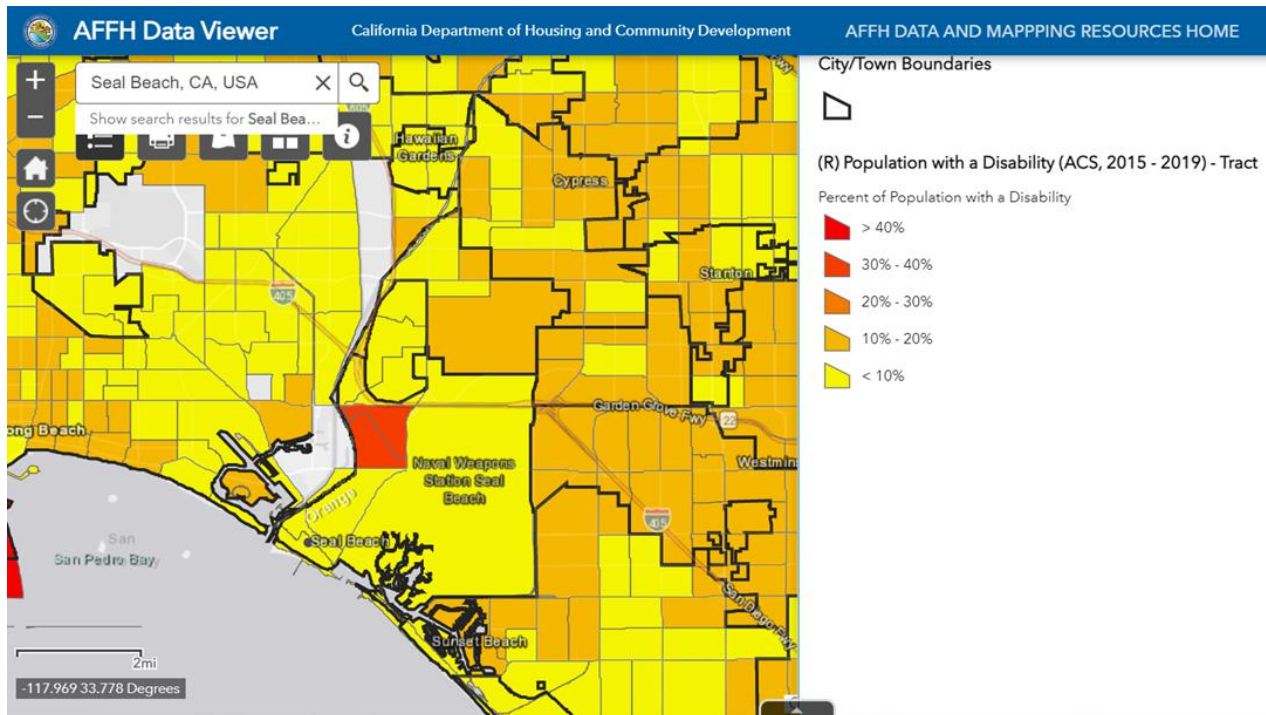 AFFH Data Viewer
California Department of Housing and Community Development
AFFH DATA AND MAPPPING RESOURCES HOME
+
Seal Beach, CA, USA
Show search results for Seal Bea...
−
605
Hawaiian
Gardens
Cypress
Stanton
405
Garden Grove Fwy
22
ong Beach
Westmin
Naval Weapons
Station Seal
Beach
Orange
405
Seal Beach
San
San Pedro Bay
San Diego Fwy
Sunset Beach
2mi
-117.969 33.778 Degrees
City/Town Boundaries
(R) Population with a Disability (ACS, 2015 - 2019) - Tract
Percent of Population with a Disability
> 40%
30% - 40%
20% - 30%
10% - 20%
< 10%